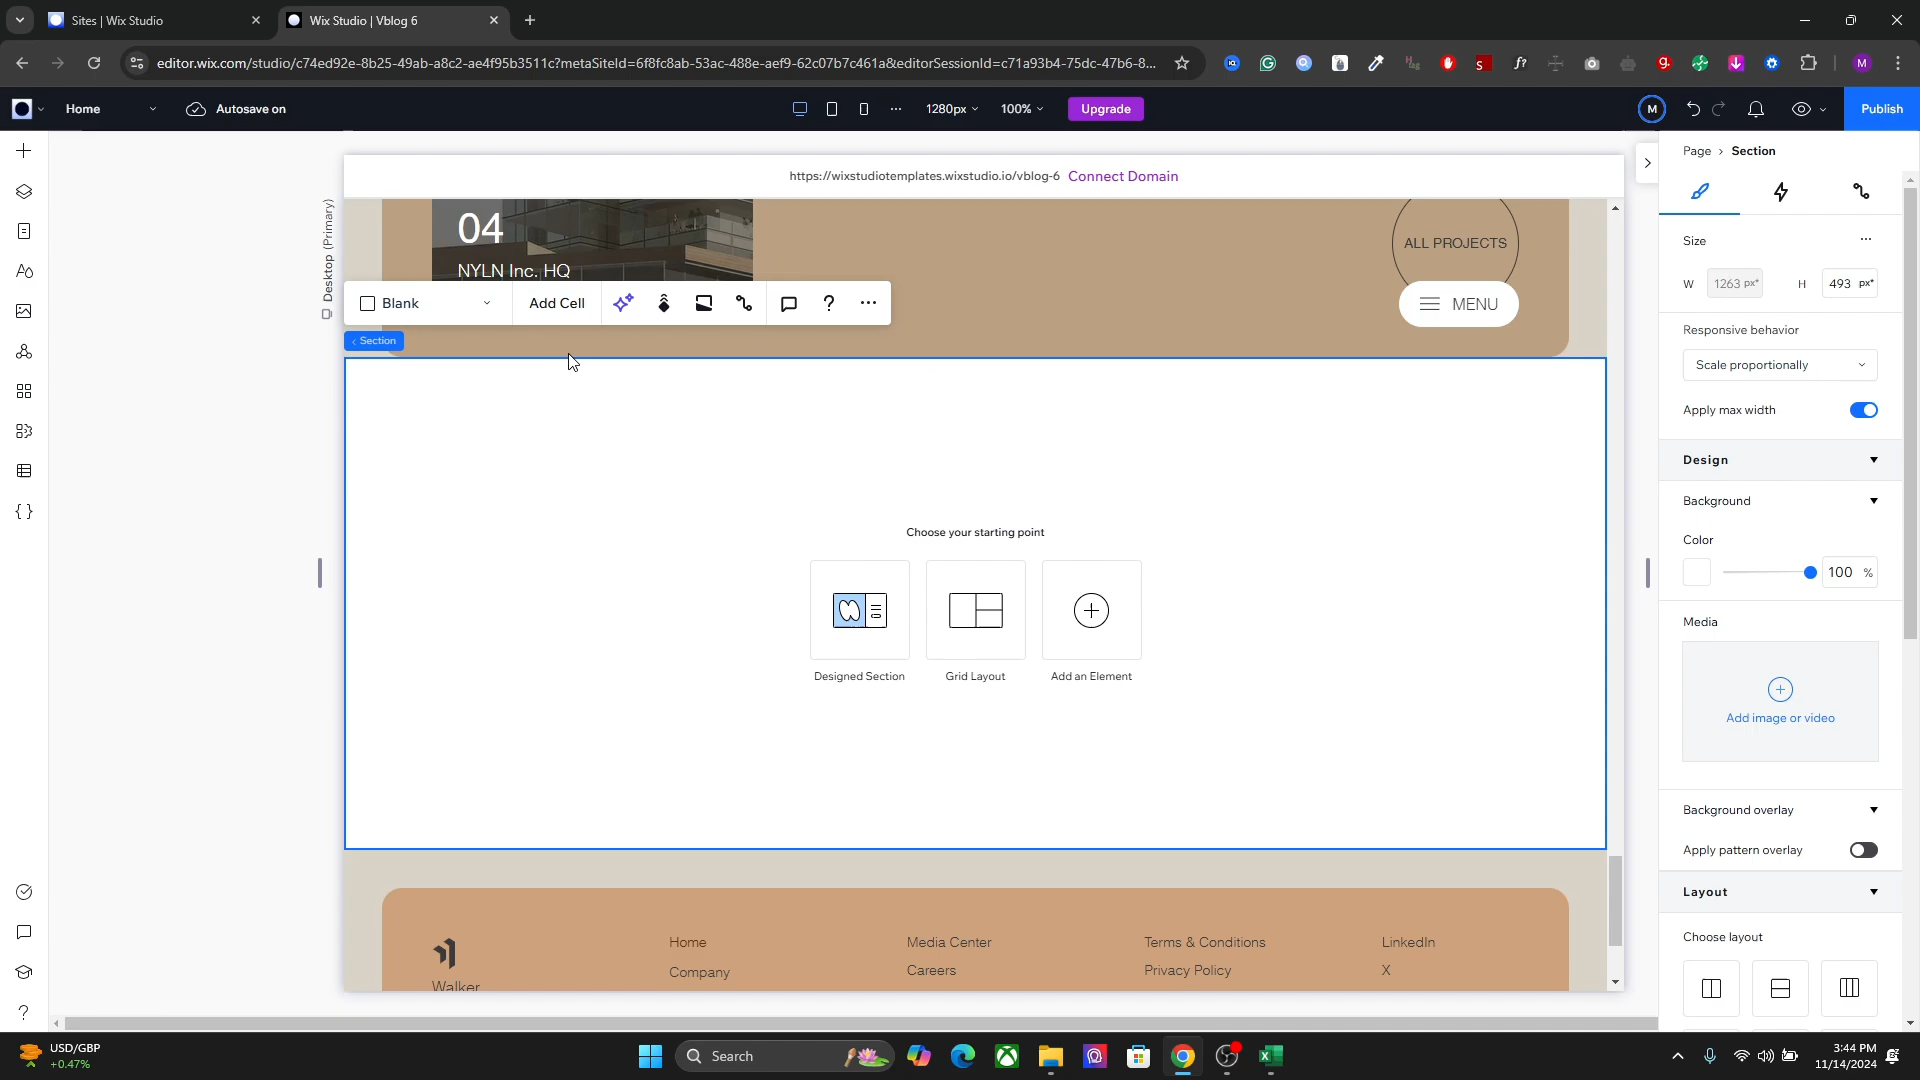 Sites | Wix Studio
Wix Studio | Vblog 6
editor.wix.com/studio/c74ed92e-8b25-49ab-a8c2-ae4f95b3511c?metaSiteId=6f8fc8ab-53ac-488e-aef9-62c07b7c461a&editorSessionId=c71a93b4-75dc-47b6-8...
Home
Autosave on
1280px
100%
Upgrade
M
Publish
https://wixstudiotemplates.wixstudio.io/vblog-6 Connect Domain
Desktop (Primary)
04
NYLN Inc. HQ
ALL PROJECTS
MENU
Blank
Add Cell
Section
Choose your starting point
Designed Section
Grid Layout
Add an Element
Walker
Home
Company
Media Center
Careers
Terms & Conditions
Privacy Policy
LinkedIn
X
Page > Section
Size
W 1263 px* H 493 px*
Responsive behavior
Scale proportionally
Apply max width
Design
Background
Color
100 %
Media
Add image or video
Background overlay
Apply pattern overlay
Layout
Choose layout
USD/GBP
+0.47%
Search
3:44 PM
11/14/2024